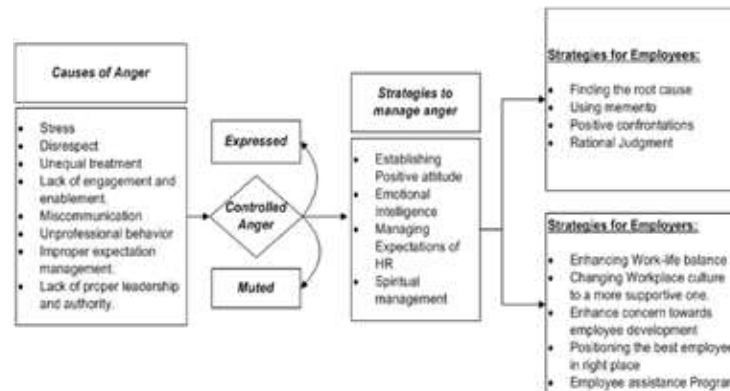 Causes of Anger
Stress
Disrespect
Unequal treatment
Lack of engagement and
enablement.
Miscommunication
Unprofessional behavior
Improper expectation
management.
Lack of proper leadership
and authority.
Expressed
Controlled
Anger
Muted
Strategies to
manage anger
Establishing
Positive attitude
Emotional
Intelligence
Managing
Expectations of
HR
Spiritual
management
Strategies for Employees:
Finding the root cause
Using memento
Positive confrontations
Rational Judgment
Strategies for Employers:
Enhancing Work-life balance
Changing Workplace culture
to a more supportive one.
Enhance concern towards
employee development
Positioning the best employee
in right place
Employee assistance Program